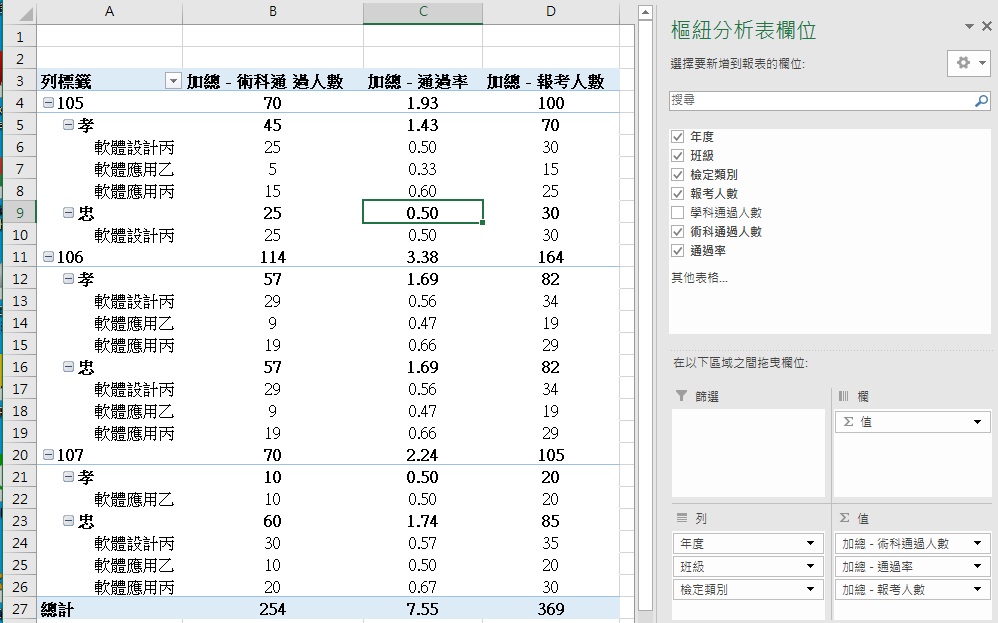 A B C D
1
2
3 列標籤 加總 - 術科通 過人數 加總 - 通過率 加總 - 報考人數
4 105 70 1.93 100
5 孝 45 1.43 70
6 軟體設計丙 25 0.50 30
7 軟體應用乙 5 0.33 15
8 軟體應用丙 15 0.60 25
9 忠 25 0.50 30
10 軟體設計丙 25 0.50 30
11 106 114 3.38 164
12 孝 57 1.69 82
13 軟體設計丙 29 0.56 34
14 軟體應用乙 9 0.47 19
15 軟體應用丙 19 0.66 29
16 忠 57 1.69 82
17 軟體設計丙 29 0.56 34
18 軟體應用乙 9 0.47 19
19 軟體應用丙 19 0.66 29
20 107 70 2.24 105
21 孝 10 0.50 20
22 軟體應用乙 10 0.50 20
23 忠 60 1.74 85
24 軟體設計丙 30 0.57 35
25 軟體應用乙 10 0.50 20
26 軟體應用丙 20 0.67 30
27 總計 254 7.55 369
樞紐分析表欄位
選擇要新增到報表的欄位:
搜尋
年度
班級
檢定類別
報考人數
學科通過人數
術科通過人數
通過率
其他表格...
在以下區域之間拖曳欄位:
篩選
欄
Σ 值
列
年度
班級
檢定類別
Σ 值
加總 - 術科通過人數
加總 - 通過率
加總 - 報考人數